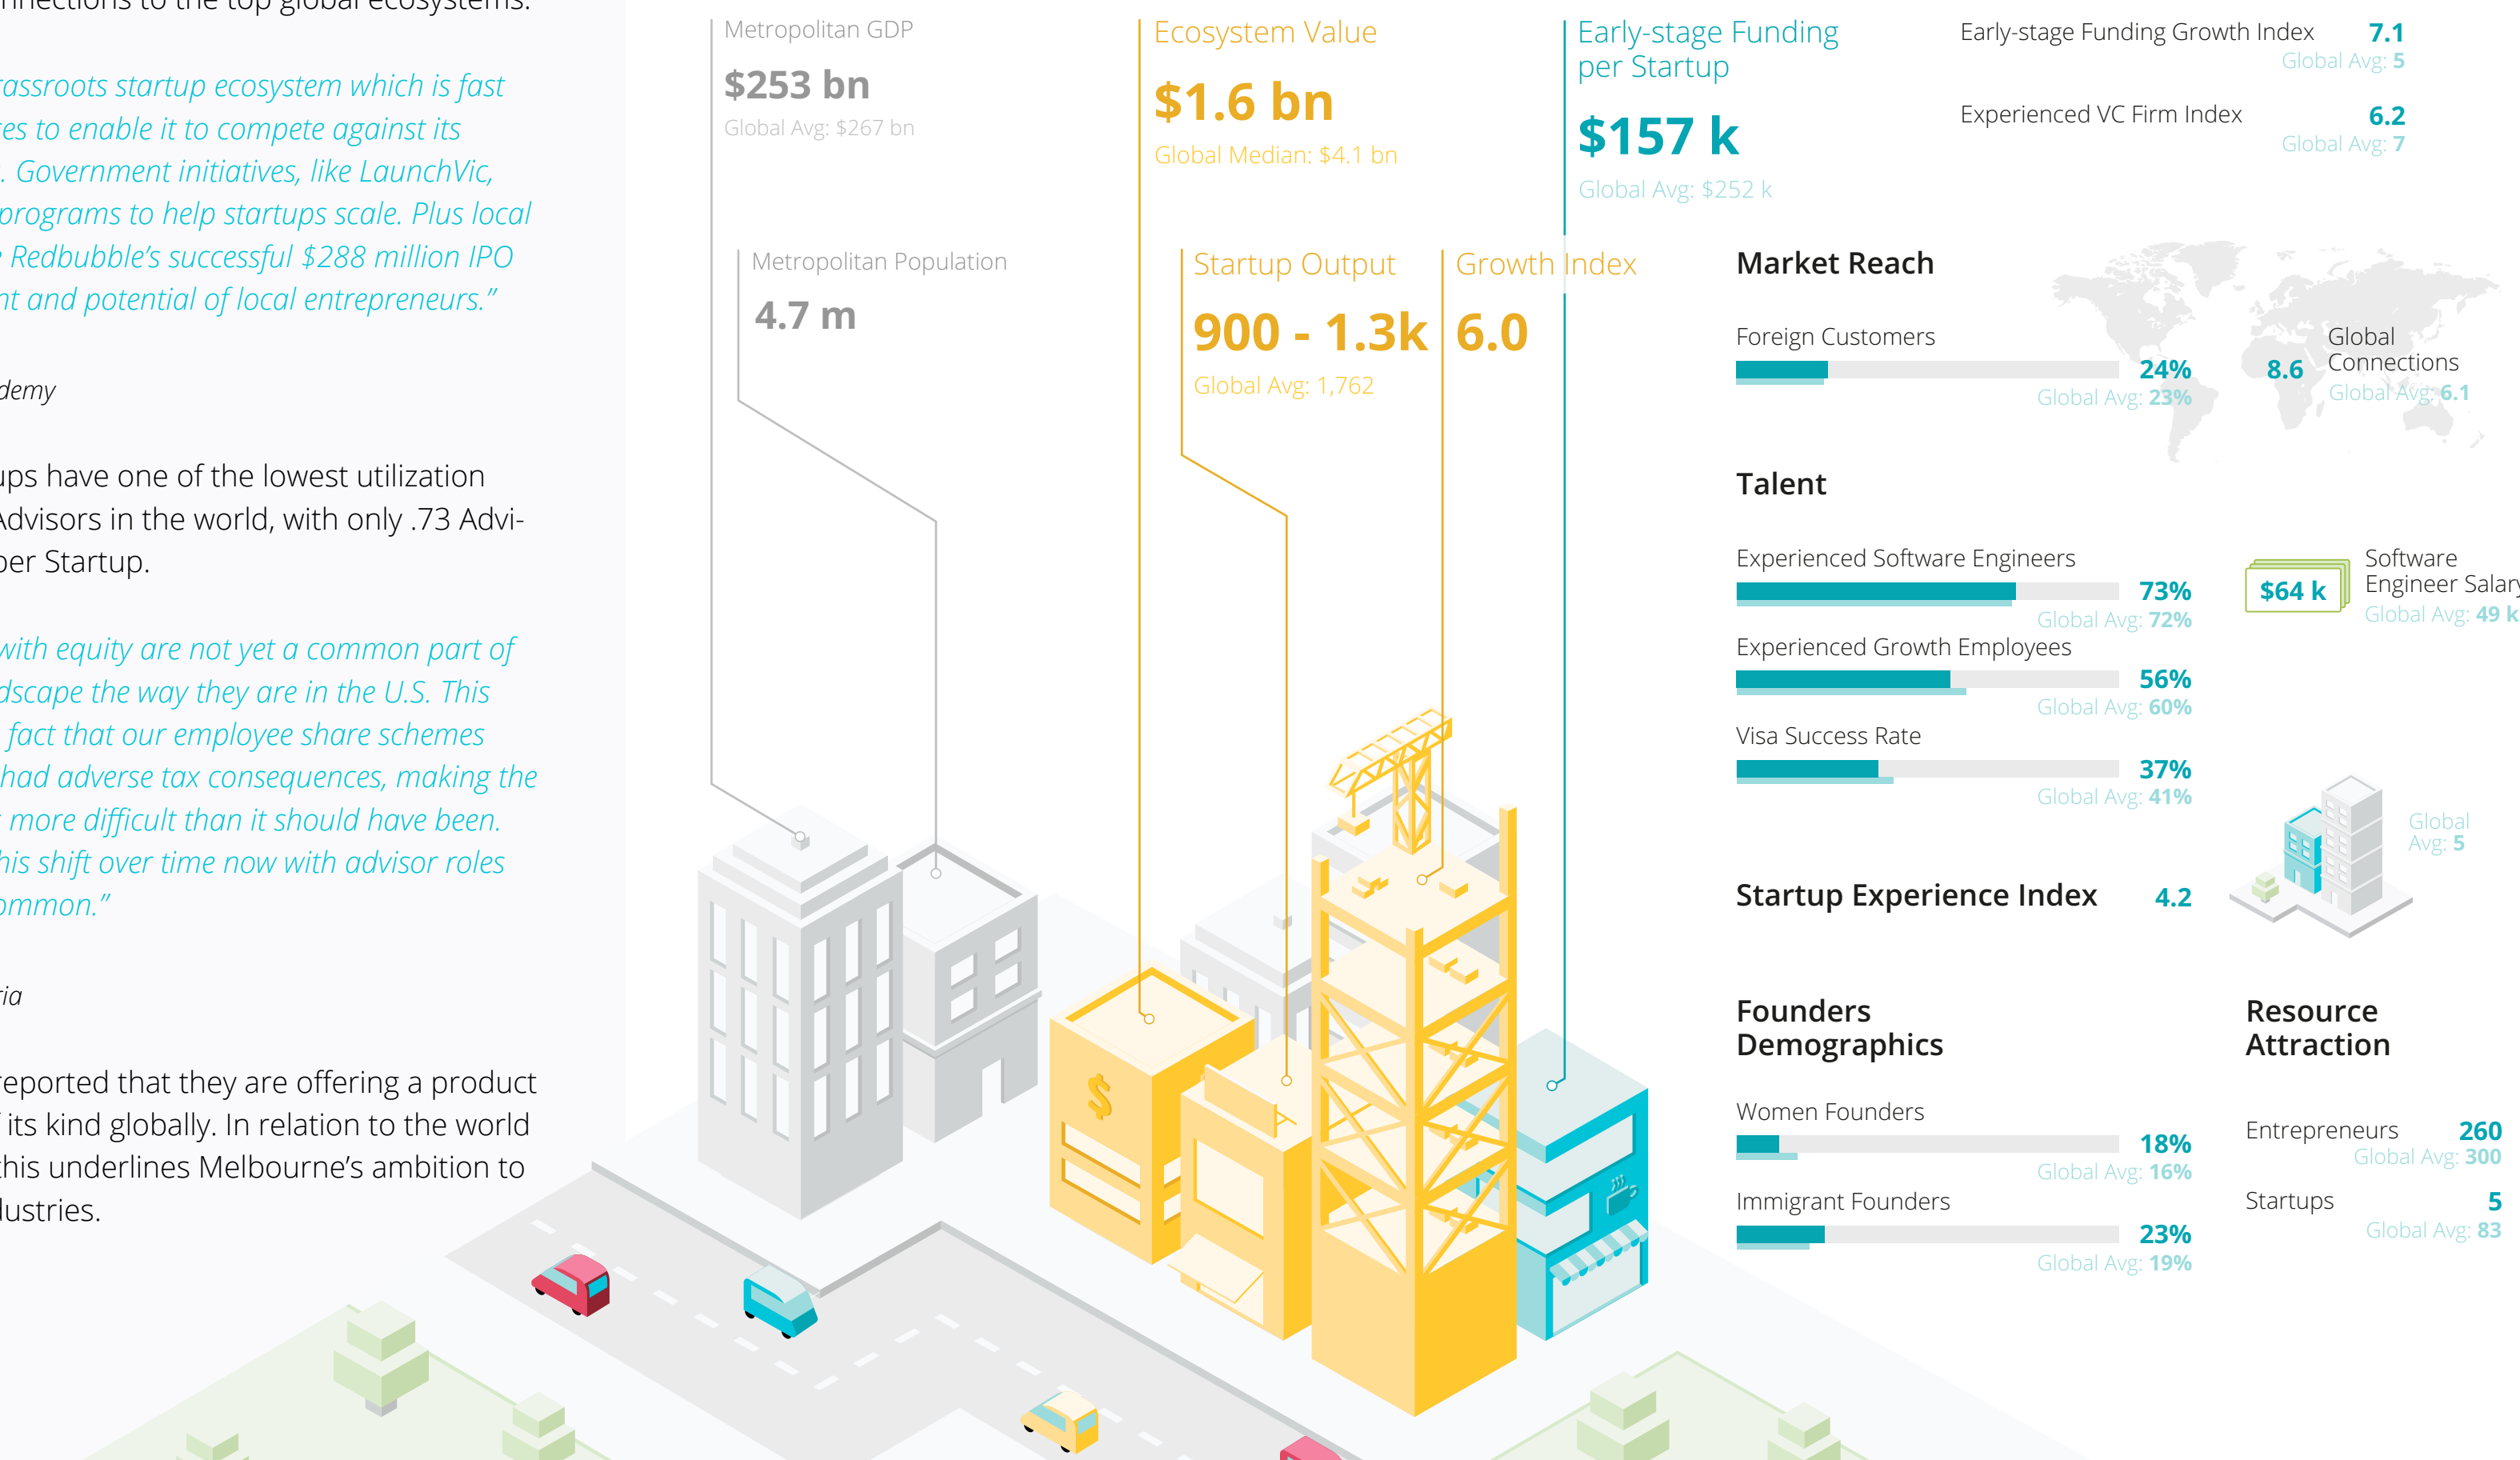 to the top global ecosystems.
startup ecosystem which is fast
to enable it to compete against its
. Government initiatives, like LaunchVic,
programs to help startups scale. Plus local
Redbubble’s successful $288 million IPO
and potential of local entrepreneurs.”
have one of the lowest utilization
Advisors in the world, with only .73 Advi-
per Startup.
with equity are not yet a common part of
the way they are in the U.S. This
fact that our employee share schemes
had adverse tax consequences, making the
more difficult than it should have been.
this shift over time now with advisor roles
reported that they are offering a product
its kind globally. In relation to the world
this underlines Melbourne’s ambition to
Metropolitan GDP
$253 bn
Global Avg: $267 bn
Metropolitan Population
4.7 m
Ecosystem Value
$1.6 bn
Global Median: $4.1 bn
Startup Output
900 - 1.3k
Global Avg: 1,762
Growth Index
6.0
Early-stage Funding
per Startup
$157 k
Global Avg: $252 k
Early-stage Funding Growth Index 7.1
Global Avg: 5
Experienced VC Firm Index 6.2
Global Avg: 7
Market Reach
Foreign Customers
24%
Global Avg: 23%
8.6
Global
Connections
Global Avg: 6.1
Talent
Experienced Software Engineers
73%
Global Avg: 72%
$64 k
Software
Engineer Salary
Global Avg: 49 k
Experienced Growth Employees
56%
Global Avg: 60%
Visa Success Rate
37%
Global Avg: 41%
Startup Experience Index 4.2
Global
Avg: 5
Founders
Demographics
Women Founders
18%
Global Avg: 16%
Immigrant Founders
23%
Global Avg: 19%
Resource
Attraction
Entrepreneurs 260
Global Avg: 300
Startups 5
Global Avg: 83
$